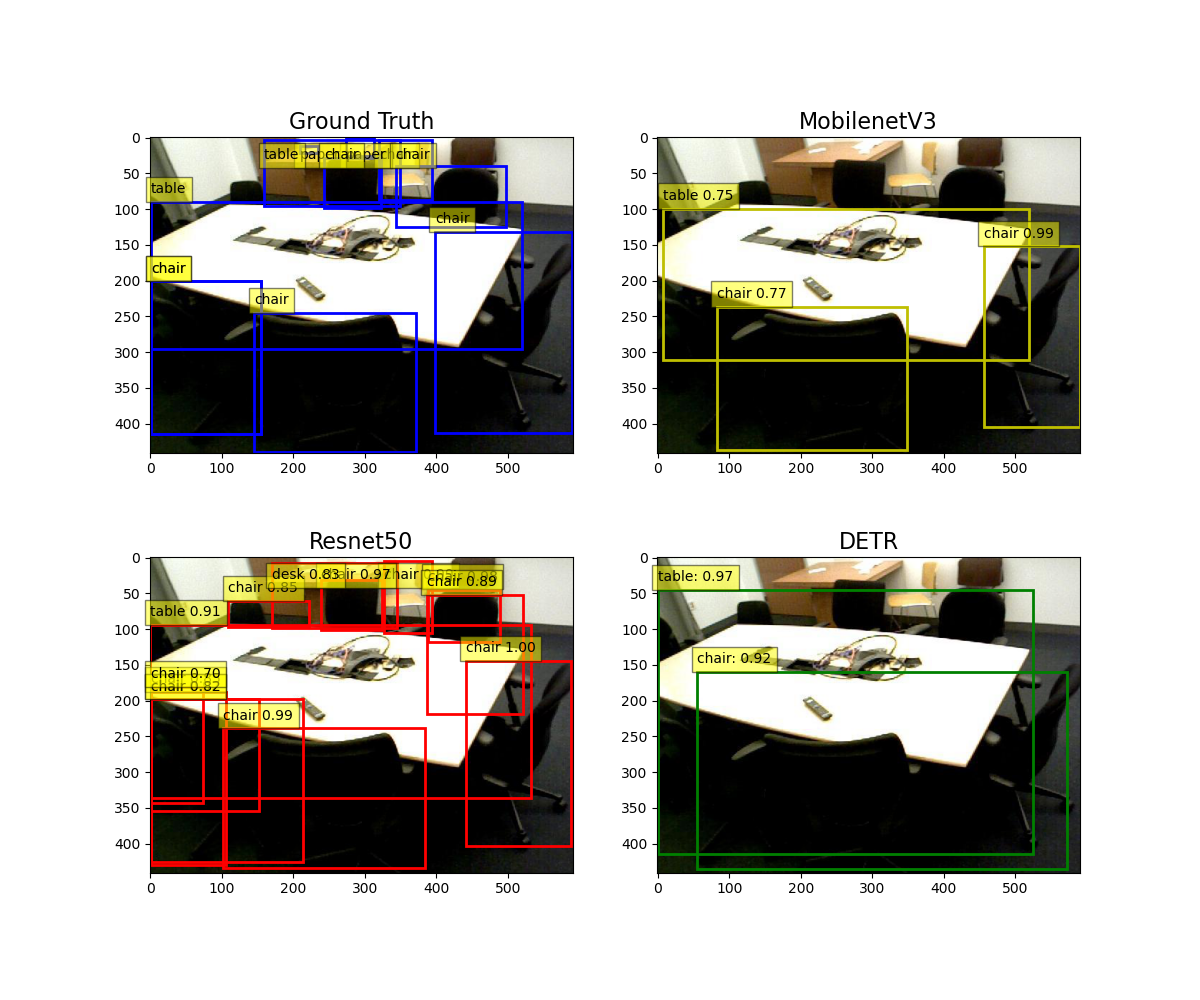 Ground Truth
MobilenetV3
0
50
100
150
200
250
300
350
400
0 100 200 300 400 500
table
chair
chair
table
chair
chair
chair
0
50
100
150
200
250
300
350
400
0 100 200 300 400 500
table 0.75
chair 0.99
chair 0.77
Resnet50
DETR
0
50
100
150
200
250
300
350
400
0 100 200 300 400 500
desk 0.83
chair 0.97
chair 0.89
chair 0.85
table 0.91
chair 1.00
chair 0.70
chair 0.82
chair 0.99
0
50
100
150
200
250
300
350
400
0 100 200 300 400 500
table: 0.97
chair: 0.92